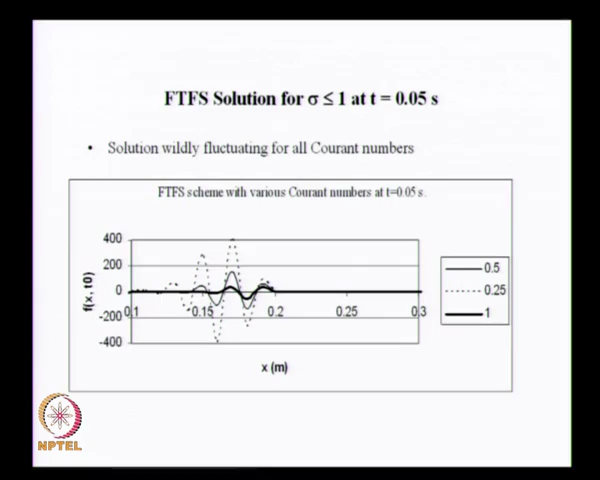 FTFS Solution for σ ≤ 1 at t = 0.05 s
• Solution wildly fluctuating for all Courant numbers
FTFS scheme with various Courant numbers at t=0.05 s.
400
200
0
-200
-400
f(x, t0)
0.1
0.15
0.2
0.25
0.3
x (m)
0.5
0.25
1
NPTEL